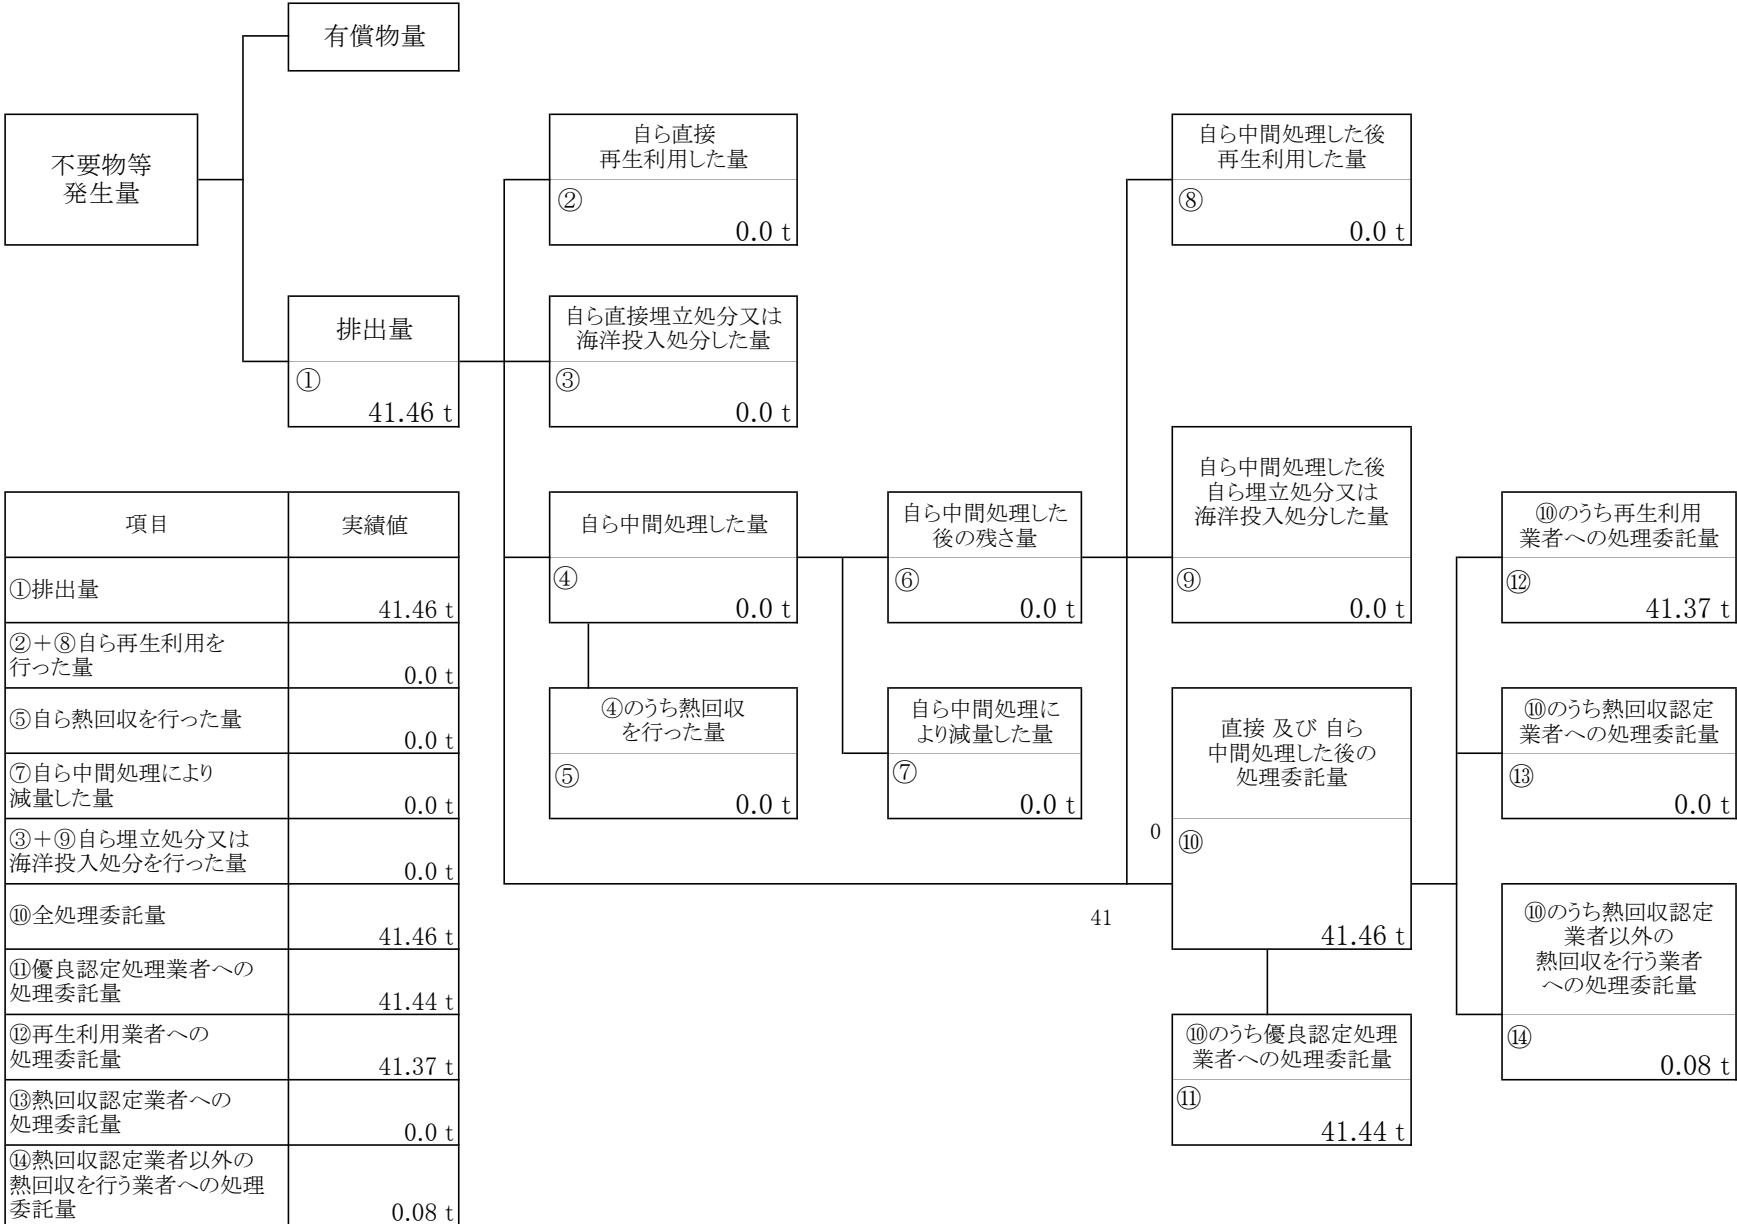 有償物量
不要物等
発生量
自ら直接
再生利用した量
②
0.0 t
自ら中間処理した後
再生利用した量
⑧
0.0 t
排出量
①
41.46 t
自ら直接埋立処分又は
海洋投入処分した量
③
0.0 t
自ら中間処理した量
④
0.0 t
自ら中間処理した
後の残さ量
⑥
0.0 t
自ら中間処理した後
自ら埋立処分又は
海洋投入処分した量
⑨
0.0 t
⑩のうち再生利用
業者への処理委託量
⑫
41.37 t
④のうち熱回収
を行った量
⑤
0.0 t
自ら中間処理に
より減量した量
⑦
0.0 t
直接 及び 自ら
中間処理した後の
処理委託量
0
⑩
41
41.46 t
⑩のうち熱回収認定
業者への処理委託量
⑬
0.0 t
⑩のうち熱回収認定
業者以外の
熱回収を行う業者
への処理委託量
⑭
0.08 t
⑩のうち優良認定処理
業者への処理委託量
⑪
41.44 t
項目 実績値
①排出量
41.46 t
②＋⑧自ら再生利用を
行った量
0.0 t
⑤自ら熱回収を行った量
0.0 t
⑦自ら中間処理により
減量した量
0.0 t
③＋⑨自ら埋立処分又は
海洋投入処分を行った量
0.0 t
⑩全処理委託量
41.46 t
⑪優良認定処理業者への
処理委託量
41.44 t
⑫再生利用業者への
処理委託量
41.37 t
⑬熱回収認定業者への
処理委託量
0.0 t
⑭熱回収認定業者以外の
熱回収を行う業者への処理
委託量
0.08 t